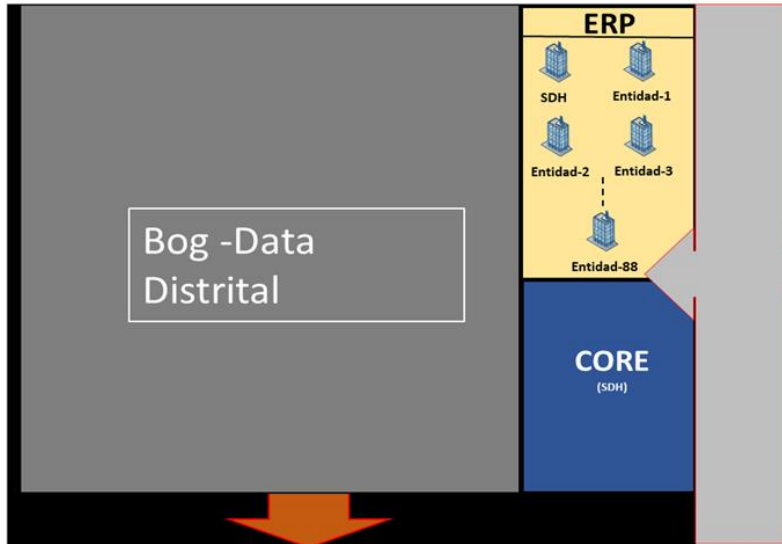 Bog -Data
Distrital
ERP
SDH
Entidad-1
Entidad-2
Entidad-3
Entidad-88
CORE
(SDH)